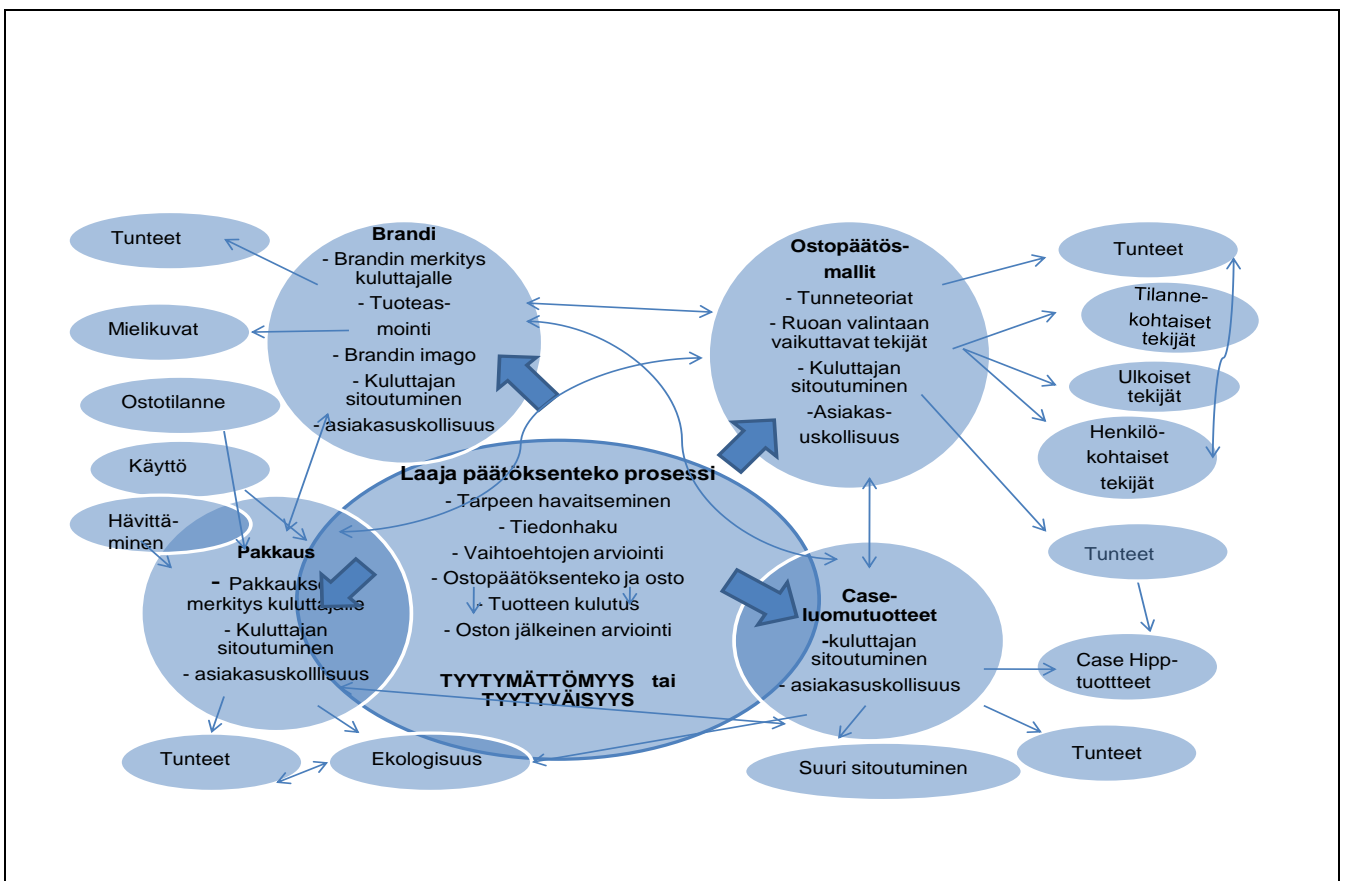 Tunteet
Mielikuvat
Ostotilanne
Käyttö
Hävittä-
minen
Brandi
- Brandin merkitys
kuluttajalle
- Tuoteas-
mointi
- Brandin imago
- Kuluttajan
sitoutuminen
- asiakasuskollisuus
Ostopäätös-
mallit
- Tunneteoriat
- Ruoan valintaan
vaikuttavat tekijät
- Kuluttajan
sitoutuminen
-Asiakas-
uskollisuus
Tunteet
Tilanne-
kohtaiset
tekijät
Ulkoiset
tekijät
Henkilö-
kohtaiset
tekijät
Laaja päätöksenteko prosessi
- Tarpeen havaitseminen
- Tiedonhaku
- Vaihtoehtojen arviointi
- Ostopäätöksenteko ja osto
- Tuotteen kulutus
- Oston jälkeinen arviointi
TYYTYMÄTTÖMYYS tai
TYYTYVÄISYYS
Pakkaus
- Pakkauksen
merkitys kuluttajalle
- Kuluttajan
sitoutuminen
- asiakasuskolllisuus
Case-
luomutuotteet
-kuluttajan
sitoutuminen
- asiakasuskollisuus
Tunteet
Case Hipp-
tuottteet
Tunteet
Ekologisuus
Suuri sitoutuminen
Tunteet